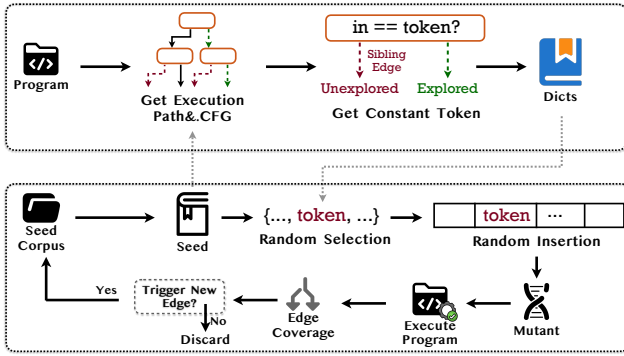 in == token?
Sibling
Edge
Unexplored
Explored
Program
Get Execution
Path&.CFG
Get Constant Token
Dicts
Seed
Corpus
Seed
{..., token, ...}
Random Selection
token
...
Random Insertion
Yes
Trigger New
Edge?
No
Discard
Edge
Coverage
Execute
Program
Mutant